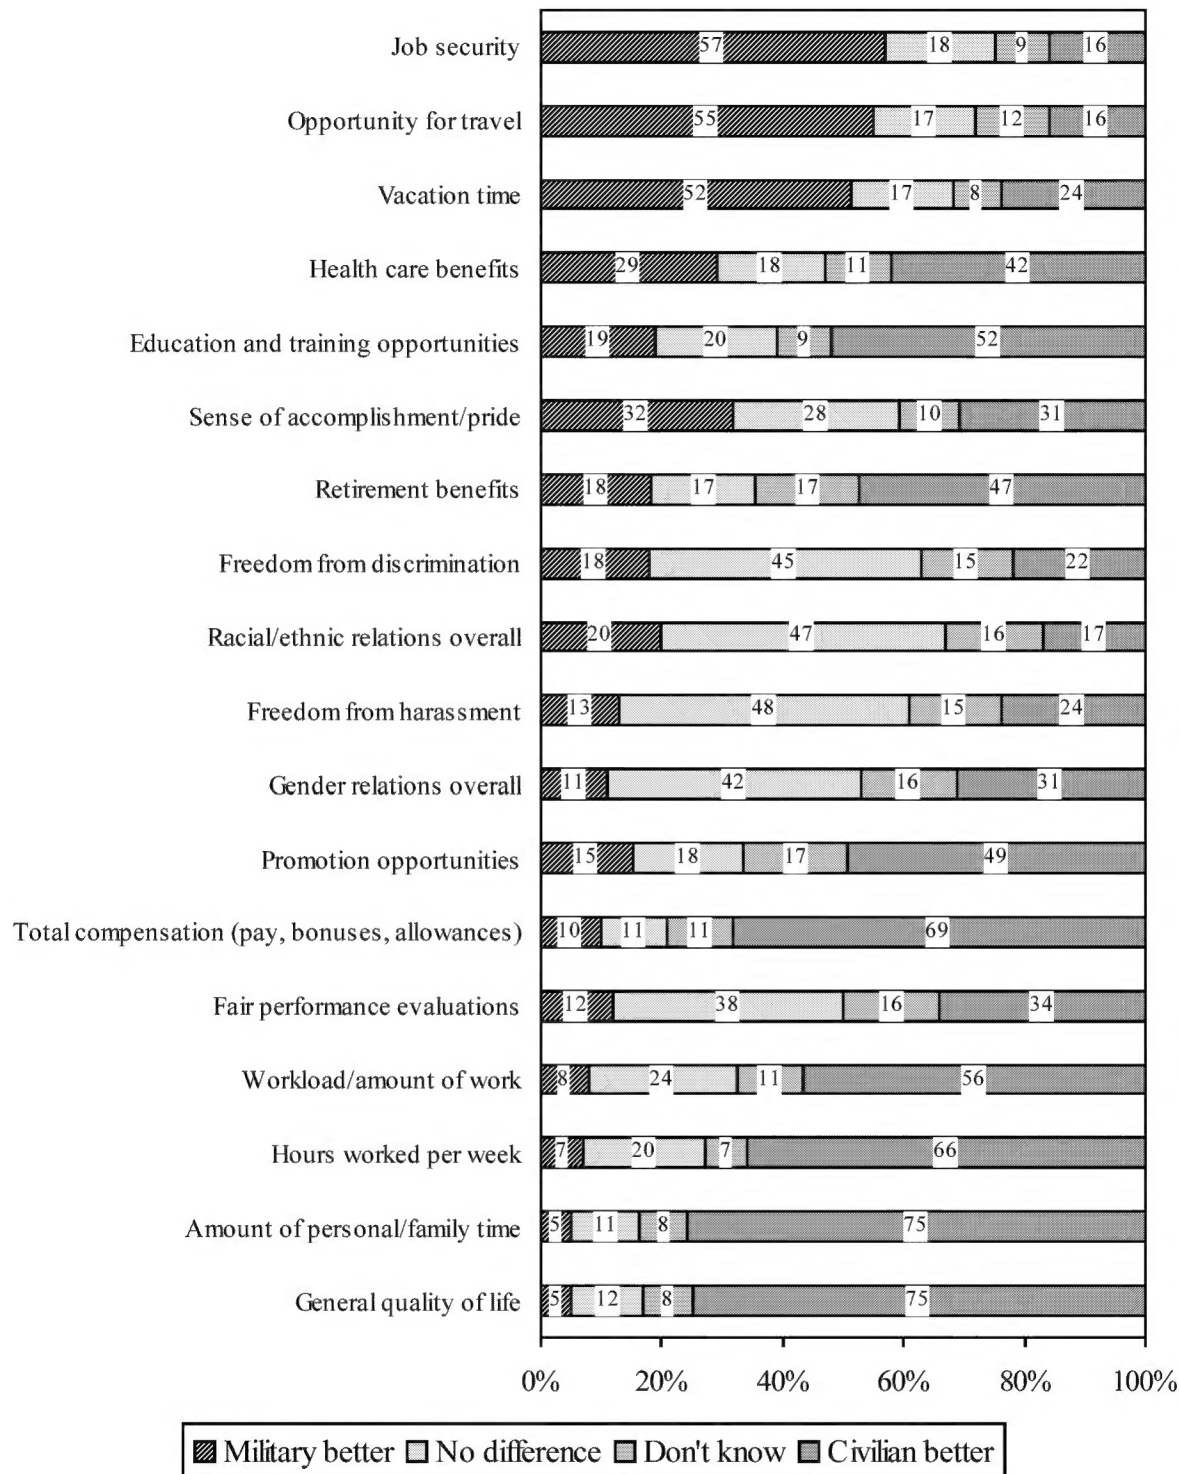 Job security 57 18 9 16
Opportunity for travel 55 17 12 16
Vacation time 52 17 8 24
Health care benefits 29 18 11 42
Education and training opportunities 19 20 9 52
Sense of accomplishment/pride 32 28 10 31
Retirement benefits 18 17 17 47
Freedom from discrimination 18 45 15 22
Racial/ethnic relations overall 20 47 16 17
Freedom from harassment 13 48 15 24
Gender relations overall 11 42 16 31
Promotion opportunities 15 18 17 49
Total compensation (pay, bonuses, allowances) 10 11 11 69
Fair performance evaluations 12 38 16 34
Workload/amount of work 8 24 11 56
Hours worked per week 7 20 7 66
Amount of personal/family time 5 11 8 75
General quality of life 5 12 8 75
0% 20% 40% 60% 80% 100%
Military better No difference Don't know Civilian better